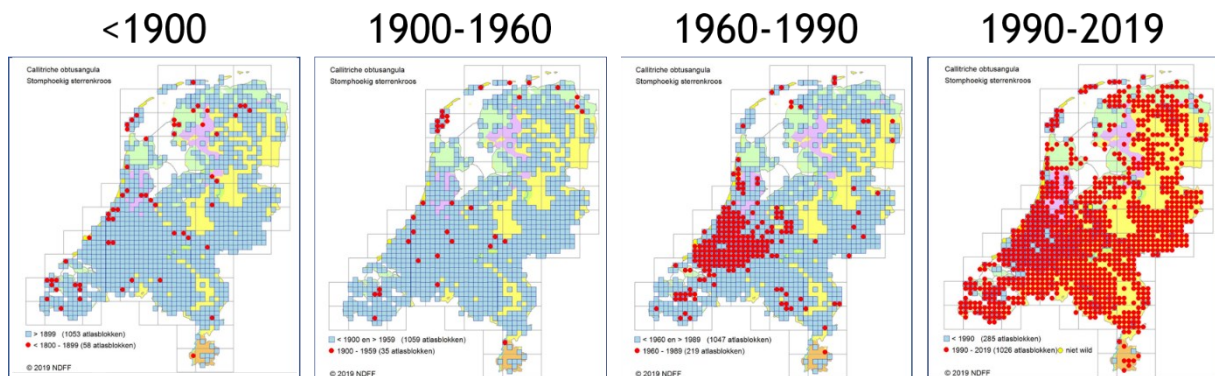 <1900
Callitriche obtusangula
Stomphoekig sterrenkroos
> 1899 (1053 atlasblokken)
< 1800 - 1899 (58 atlasblokken)
© 2019 NDFF
1900-1960
Callitriche obtusangula
Stomphoekig sterrenkroos
< 1900 en > 1959 (1059 atlasblokken)
1900 - 1959 (35 atlasblokken)
© 2019 NDFF
1960-1990
Callitriche obtusangula
Stomphoekig sterrenkroos
< 1960 en > 1989 (1047 atlasblokken)
1960 - 1989 (219 atlasblokken)
© 2019 NDFF
1990-2019
Callitriche obtusangula
Stomphoekig sterrenkroos
< 1990 (285 atlasblokken)
1990 - 2019 (1026 atlasblokken) niet wild
© 2019 NDFF